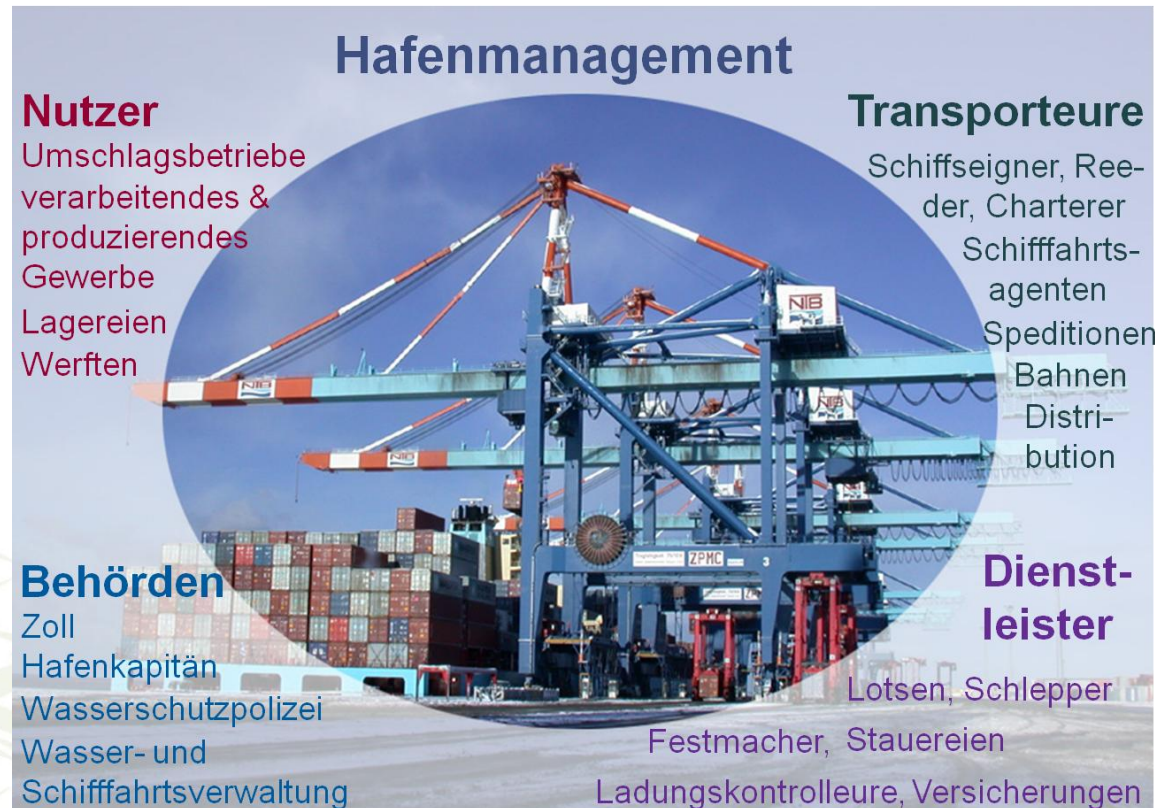 Hafenmanagement
Nutzer
Umschlagsbetriebe
verarbeitendes &
produzierendes
Gewerbe
Lagereien
Werften
Transporteure
Schiffseigner, Ree-
der, Charterer
Schifffahrts-
agenten
Speditionen
Bahnen
Distri-
bution
NTB
NTB
NTB
NTB
ZPMC
3
Behörden
Zoll
Hafenkapitän
Wasserschutzpolizei
Wasser- und
Schifffahrtsverwaltung
Dienst-
leister
Lotsen, Schlepper
Festmacher, Stauereien
Ladungskontrolleure, Versicherungen